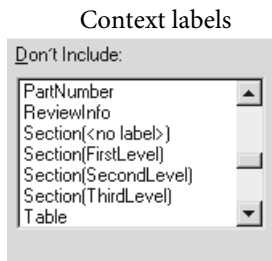 Context labels
Don't Include:
PartNumber
ReviewInfo
Section(<no label>)
Section(FirstLevel)
Section(SecondLevel)
Section(ThirdLevel)
Table